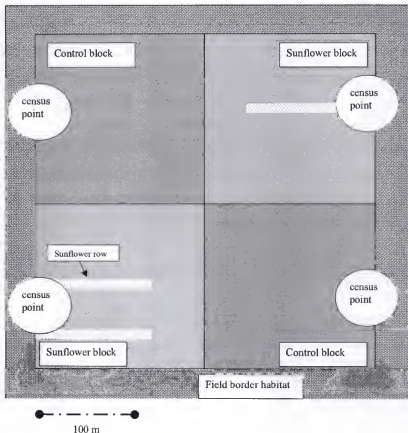 Control block
Sunflower block
census
point
census
point
Sunflower row
census
point
census
point
Sunflower block
Control block
Field border habitat
100 m